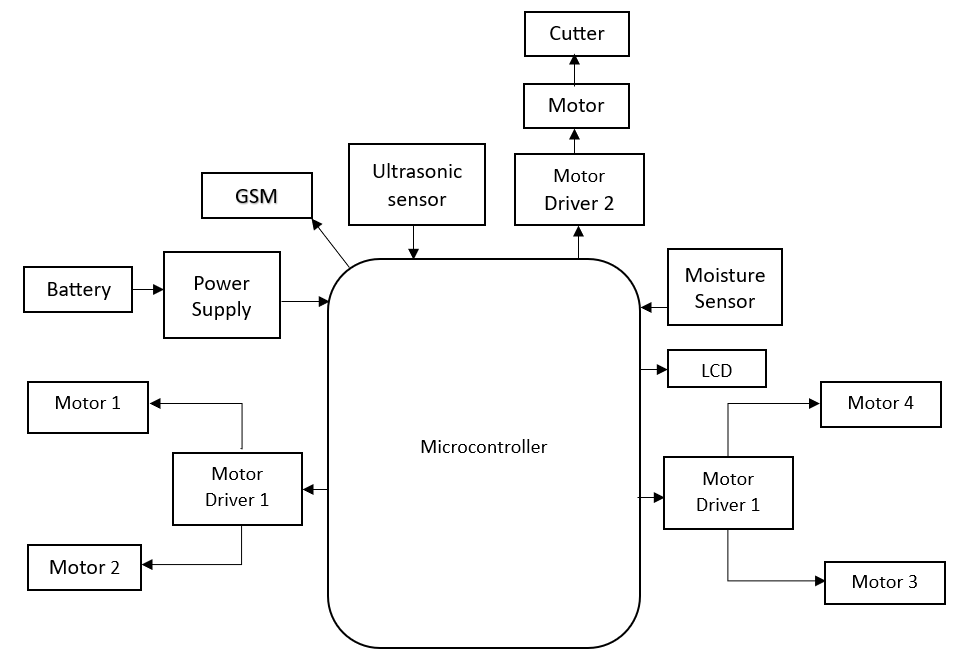 Cutter
Motor
Motor
Driver 2
Ultrasonic
sensor
GSM
Moisture
Sensor
Battery
Power
Supply
LCD
Motor 1
Motor 4
Microcontroller
Motor
Driver 1
Motor
Driver 1
Motor 2
Motor 3